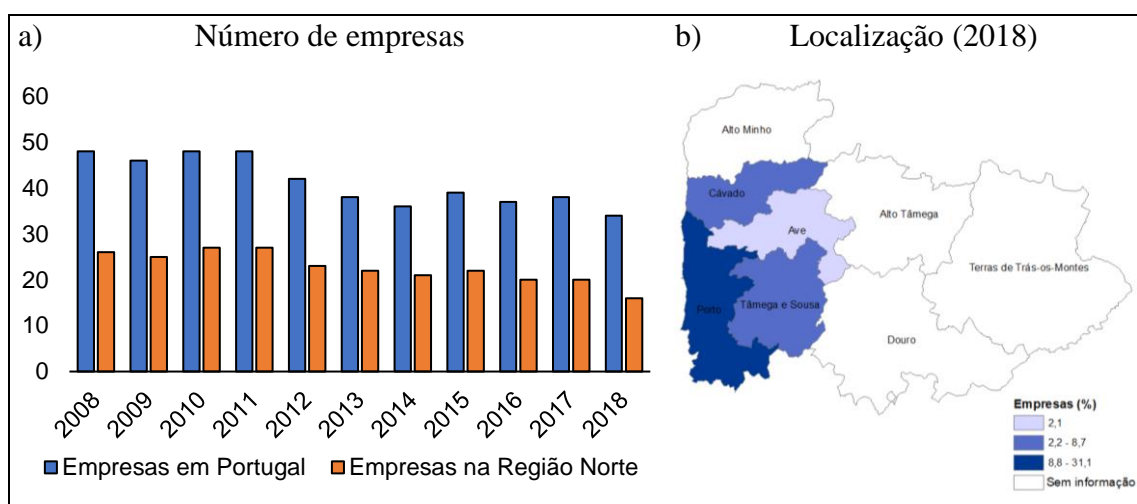 a) Número de empresas
60
50
40
30
20
10
0
2008 2009 2010 2011 2012 2013 2014 2015 2016 2017 2018
Empresas em Portugal Empresas na Região Norte
b) Localização (2018)
Alto Minho
Cávado
Alto Tâmega
Ave
Terras de Trás-os-Montes
Porto
Tâmega e Sousa
Douro
Empresas (%)
2,1
2,2 - 8,7
8,8 - 31,1
Sem informação